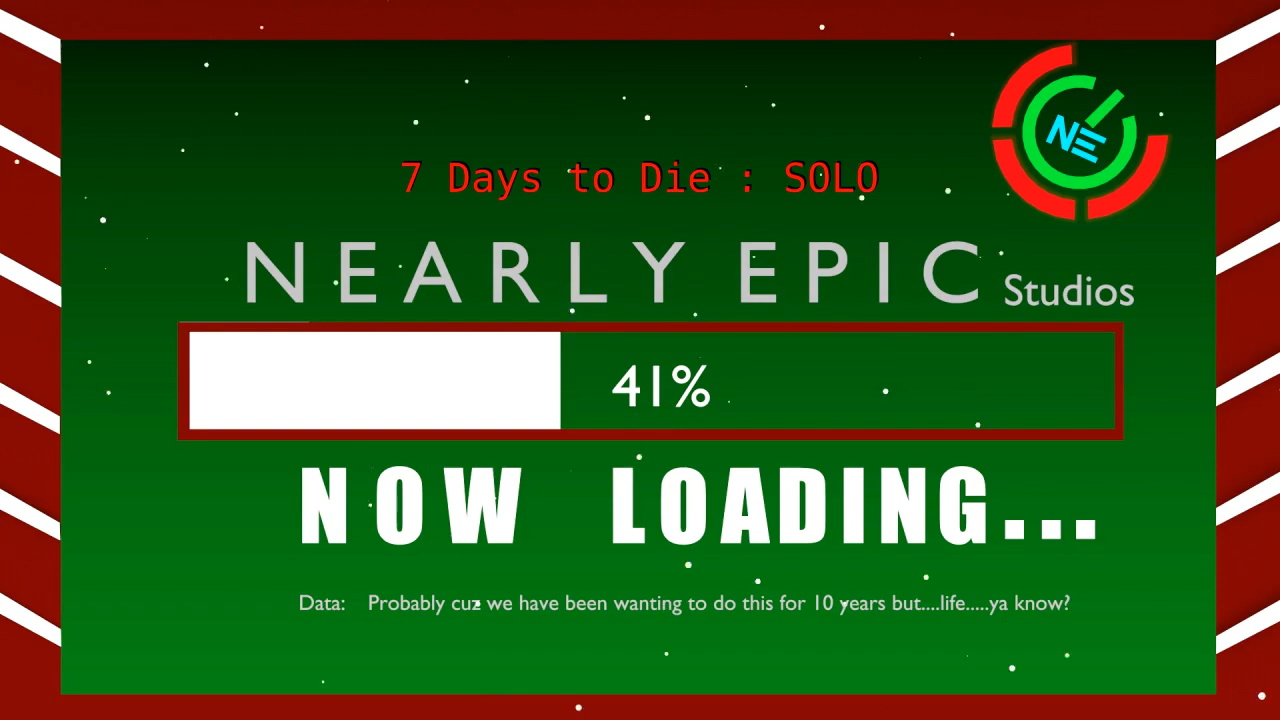 NE
7 Days to Die : SOLO
NEARLY EPIC Studios
41%
NOW LOADING...
Data: Probably cuz we have been wanting to do this for 10 years but....life.....ya know?